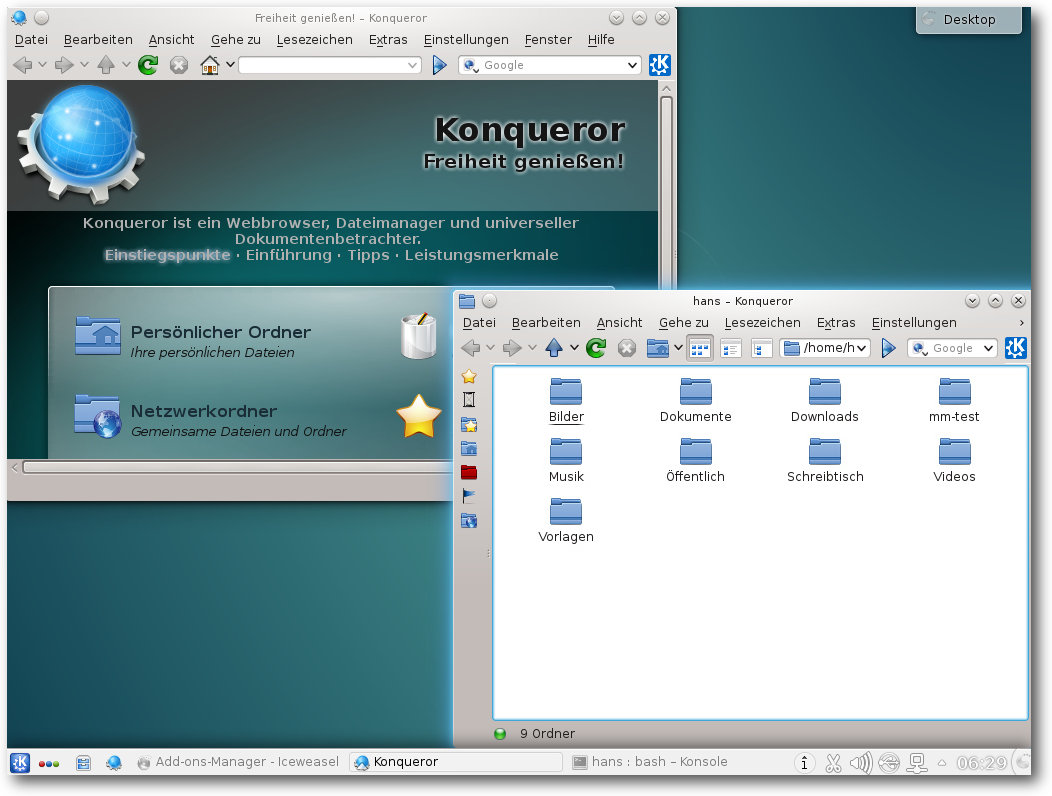 Freiheit genießen! – Konqueror
Desktop
Datei Bearbeiten Ansicht Gehe zu Lesezeichen Extras Einstellungen Fenster Hilfe
Google
Konqueror
Freiheit genießen!
Konqueror ist ein Webbrowser, Dateimanager und universeller
Dokumentenbetrachter.
Einstiegspunkte · Einführung · Tipps · Leistungsmerkmale
Persönlicher Ordner
Ihre persönlichen Dateien
Netzwerkordner
Gemeinsame Dateien und Ordner
hans – Konqueror
Datei Bearbeiten Ansicht Gehe zu Lesezeichen Extras Einstellungen
/home/h Google
Bilder Dokumente Downloads mm-test
Musik Öffentlich Schreibtisch Videos
Vorlagen
9 Ordner
Add-ons-Manager - Iceweasel Konqueror hans : bash – Konsole 06:29